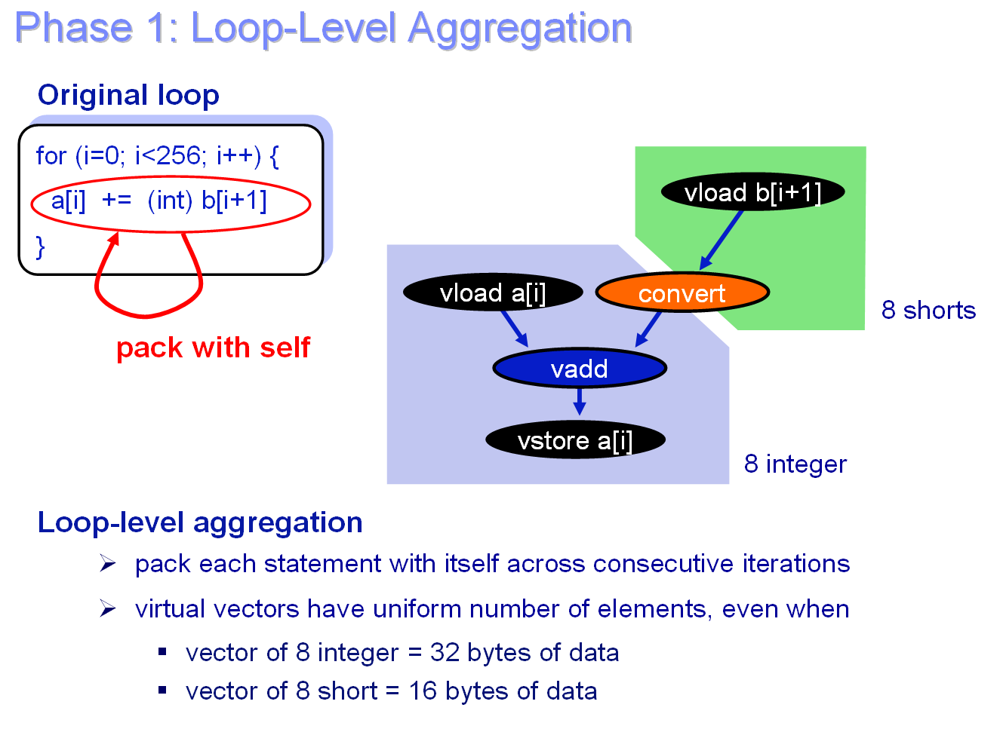 Phase 1: Loop-Level Aggregation
Original loop
for (i=0; i<256; i++) {
a[i] += (int) b[i+1]
}
pack with self
vload b[i+1]
vload a[i]
convert
8 shorts
vadd
vstore a[i]
8 integer
Loop-level aggregation
pack each statement with itself across consecutive iterations
virtual vectors have uniform number of elements, even when
vector of 8 integer = 32 bytes of data
vector of 8 short = 16 bytes of data